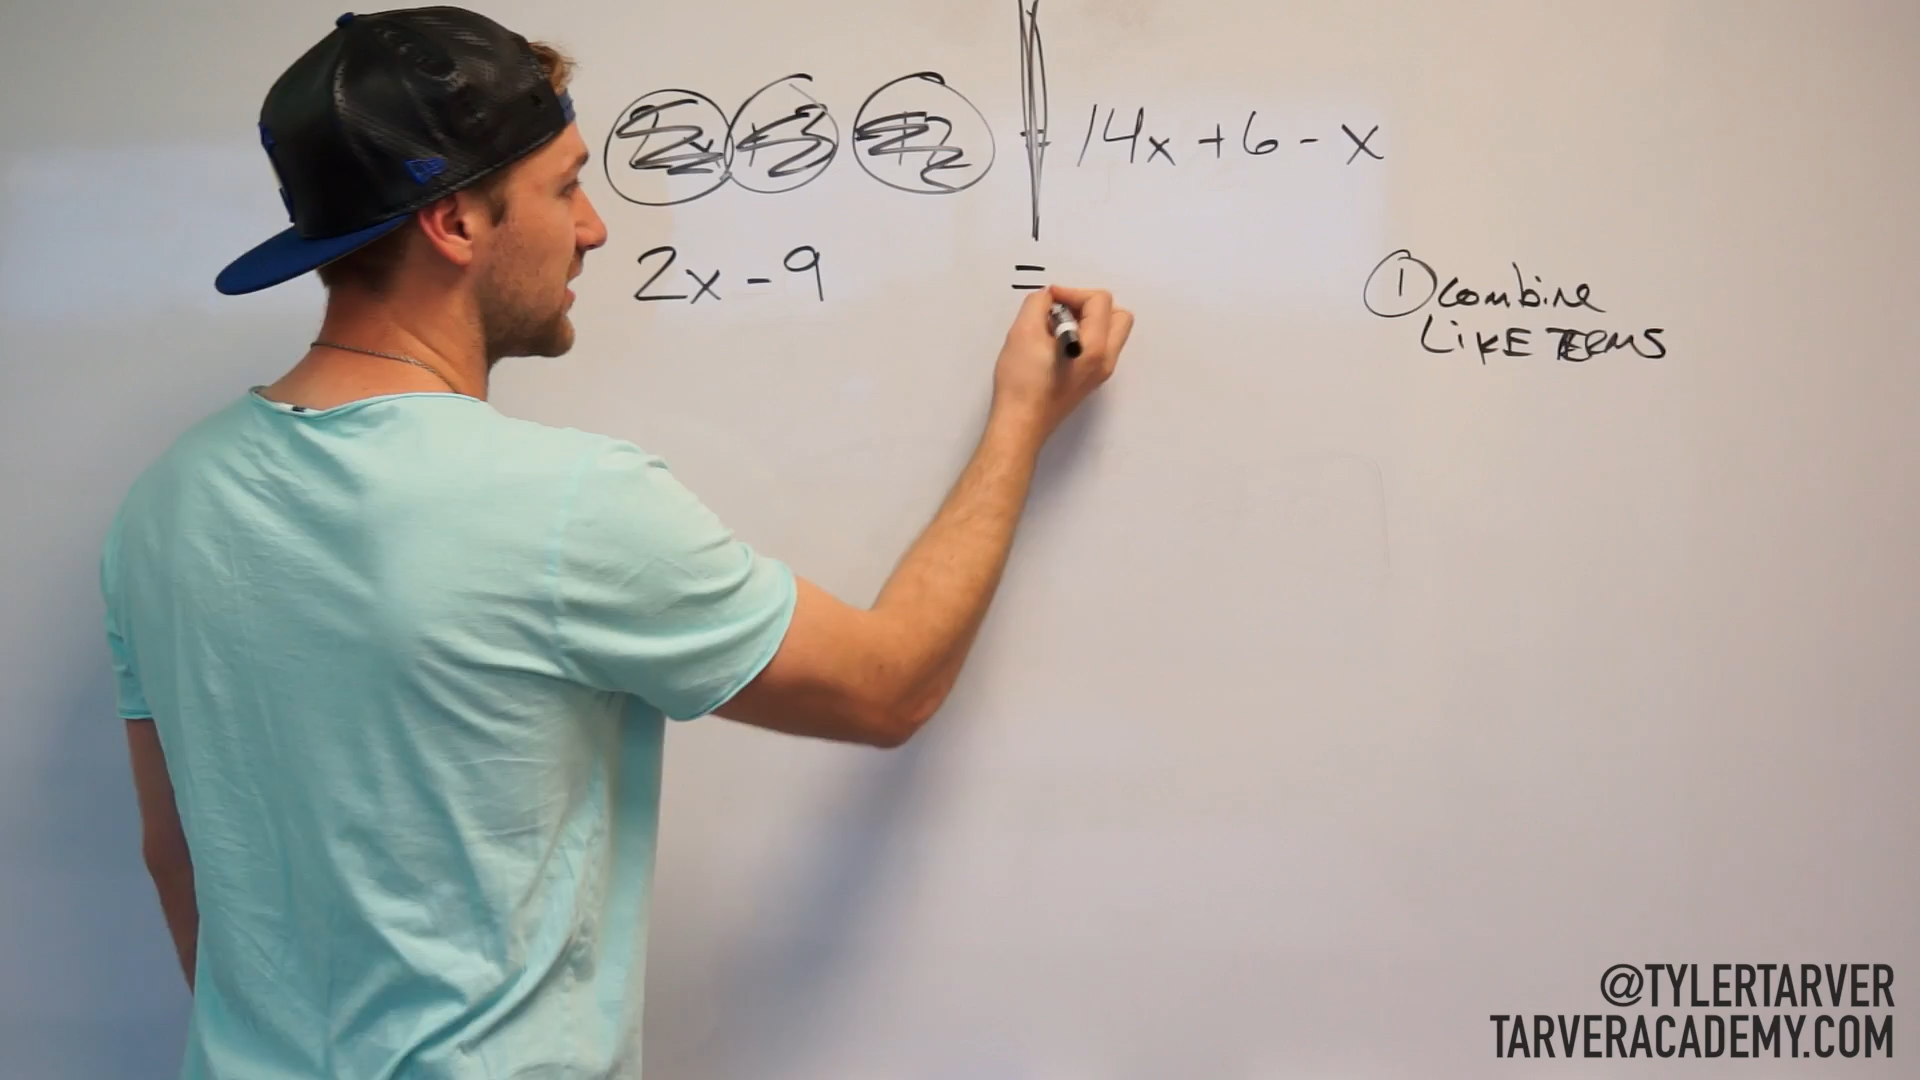 = 14x + 6 - x
2x - 9 =
① combine
LIKE TERMS
@TYLERTARVER
TARVERACADEMY.COM